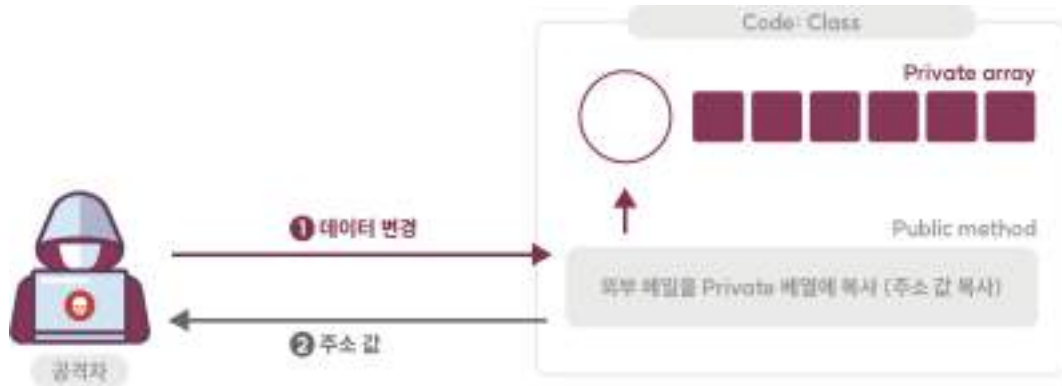 Code: Class
Private array
❶ 데이터 변경
Public method
외부 배열을 Private 배열에 복사 (주소 값 복사)
❷ 주소 값
공격자